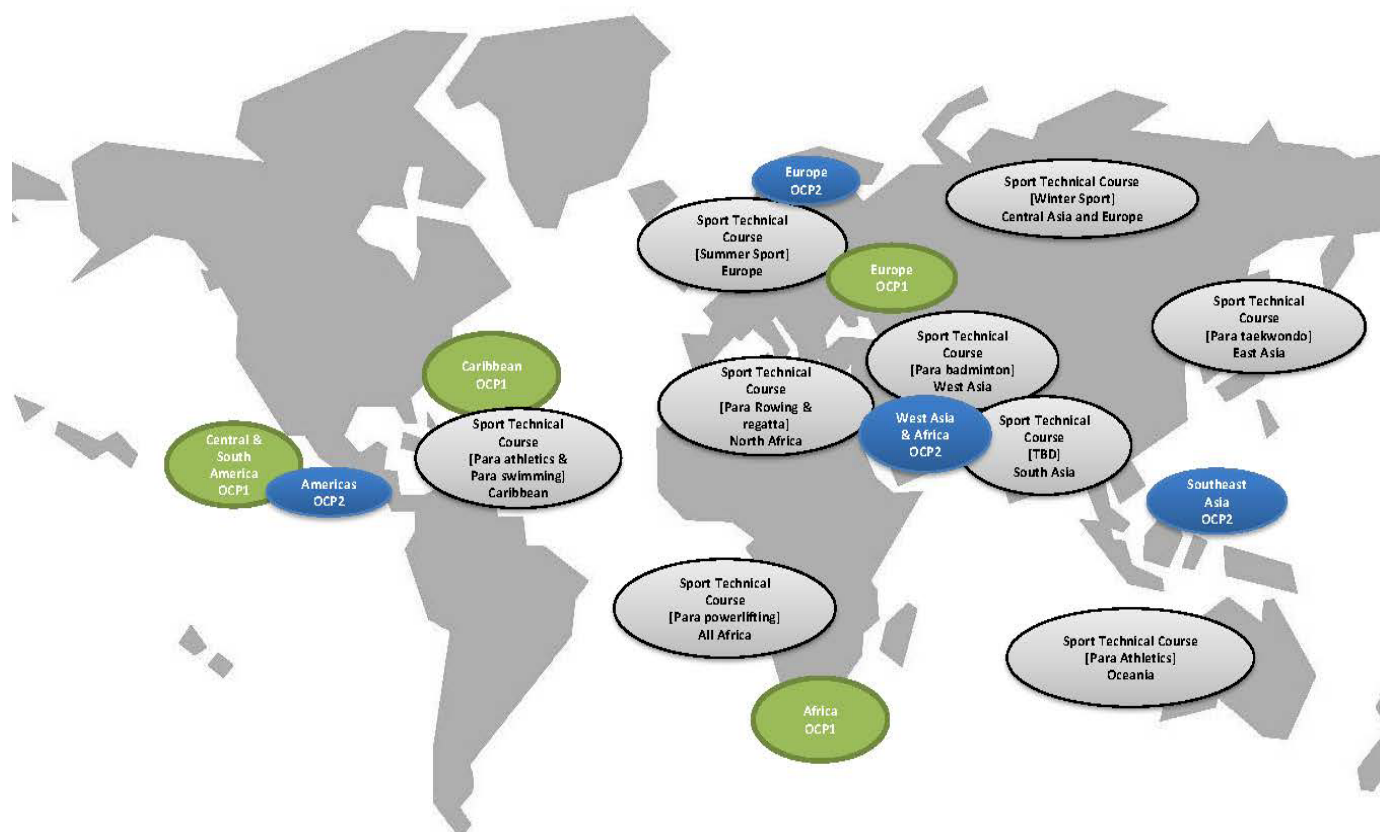 Europe
OCP2
Sport Technical Course
[Winter Sport]
Central Asia and Europe
Sport Technical
Course
[Summer Sport]
Europe
Europe
OCP1
Sport Technical
Course
[Para taekwondo]
East Asia
Sport Technical
Course
[Para badminton]
West Asia
Caribbean
OCP1
Sport Technical
Course
[Para Rowing &
regatta]
North Africa
West Asia
& Africa
OCP2
Sport Technical
Course
[TBD]
South Asia
Sport Technical
Course
[Para athletics &
Para swimming]
Caribbean
Central &
South
America
OCP1
Americas
OCP2
Southeast
Asia
OCP2
Sport Technical
Course
[Para powerlifting]
All Africa
Sport Technical Course
[Para Athletics]
Oceania
Africa
OCP1